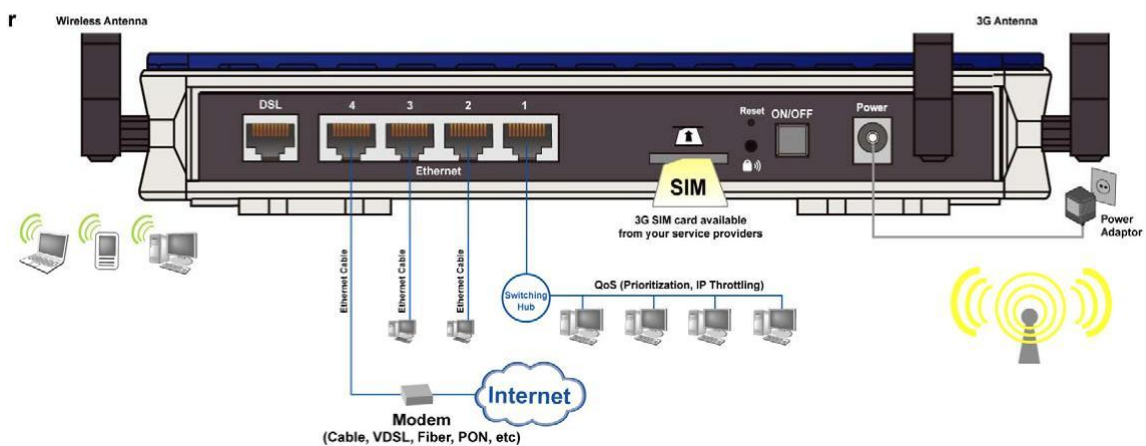 r
Wireless Antenna
3G Antenna
DSL
4
3
2
1
Ethernet
Reset
ON/OFF
Power
SIM
3G SIM card available
from your service providers
Power
Adaptor
Ethernet Cable
Ethernet Cable
Ethernet Cable
Switching
Hub
QoS (Prioritization, IP Throttling)
Internet
Modem
(Cable, VDSL, Fiber, PON, etc)